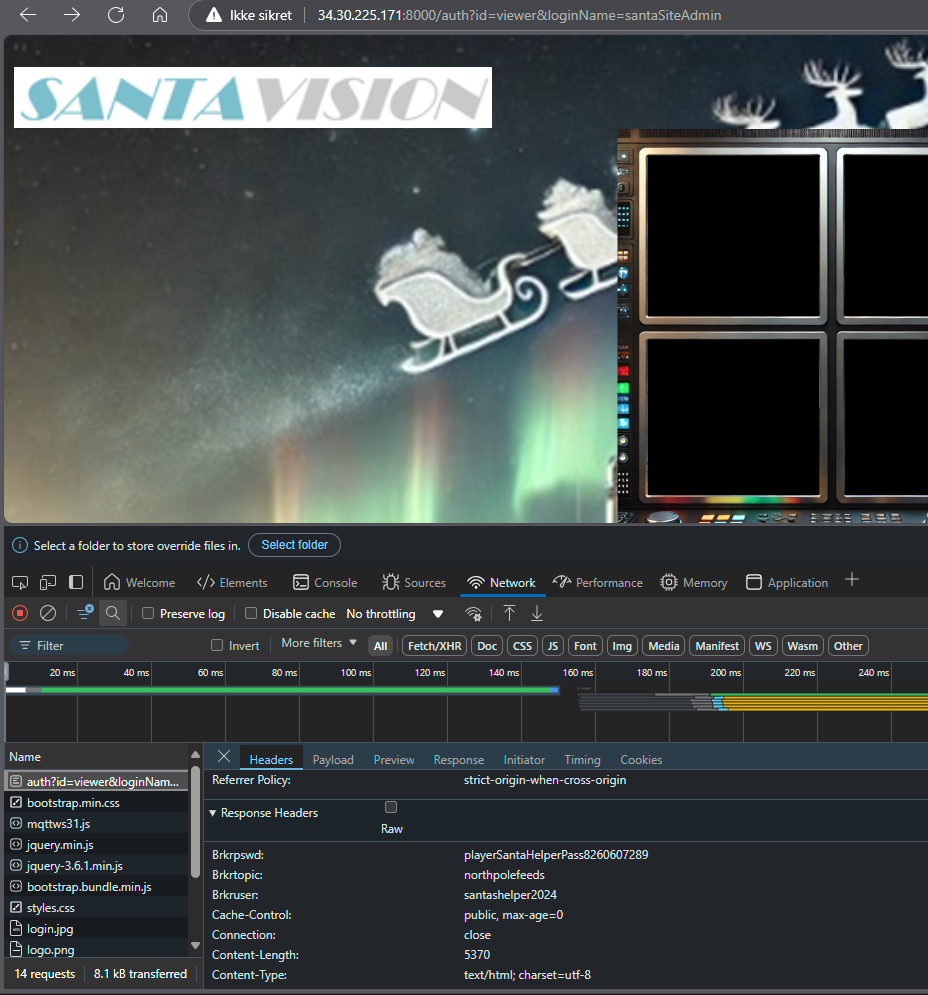 Ikke sikret 34.30.225.171:8000/auth?id=viewer&loginName=santaSiteAdmin
SANTAVISION
Select a folder to store override files in. Select folder
Welcome Elements Console Sources Network Performance Memory Application
Preserve log Disable cache No throttling
Filter Invert More filters All Fetch/XHR Doc CSS JS Font Img Media Manifest WS Wasm Other
20 ms 40 ms 60 ms 80 ms 100 ms 120 ms 140 ms 160 ms 180 ms 200 ms 220 ms 240 ms
Name
auth?id=viewer&loginNam...
bootstrap.min.css
mqttws31.js
jquery.min.js
jquery-3.6.1.min.js
bootstrap.bundle.min.js
styles.css
login.jpg
logo.png
14 requests 8.1 kB transferred
Headers Payload Preview Response Initiator Timing Cookies
Referrer Policy: strict-origin-when-cross-origin
Response Headers
Raw
Brkrpswd: playerSantaHelperPass8260607289
Brkrtopic: northpolefeeds
Brkruser: santashelper2024
Cache-Control: public, max-age=0
Connection: close
Content-Length: 5370
Content-Type: text/html; charset=utf-8